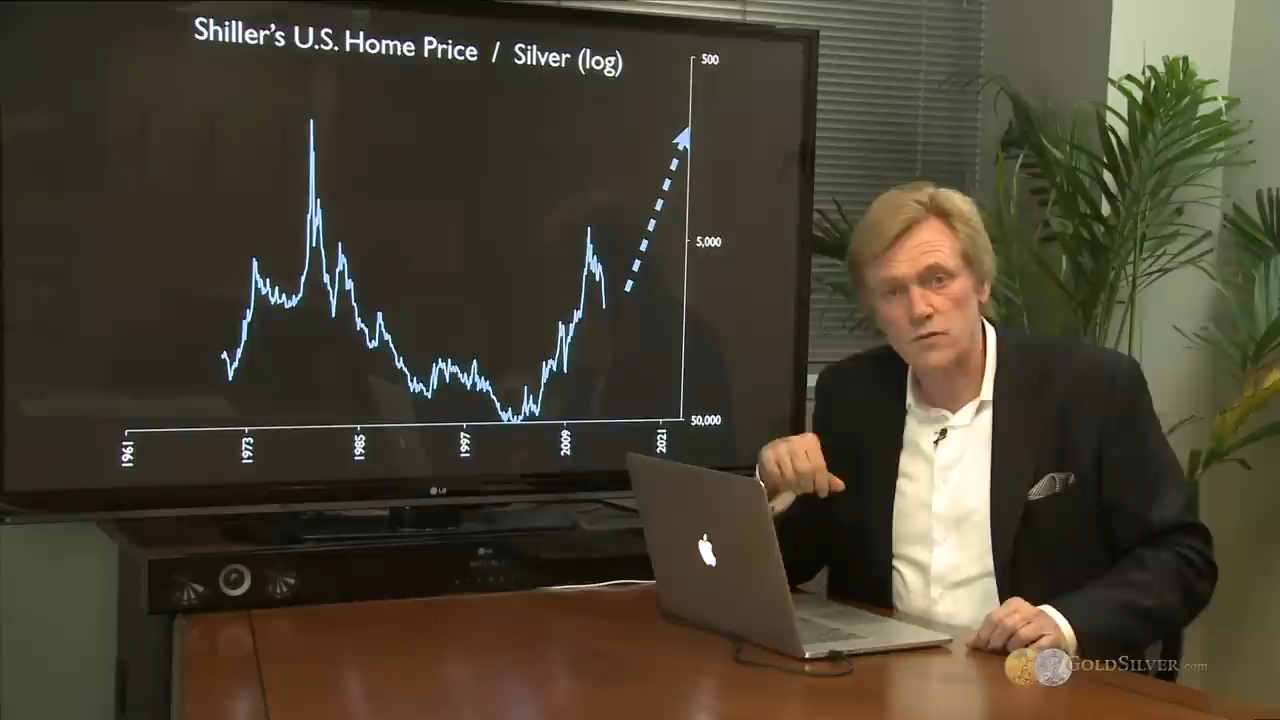 Shiller's U.S. Home Price / Silver (log)
500
5,000
50,000
1961
1973
1985
1997
2009
2021
LG
LG
GOLDSILVER.com